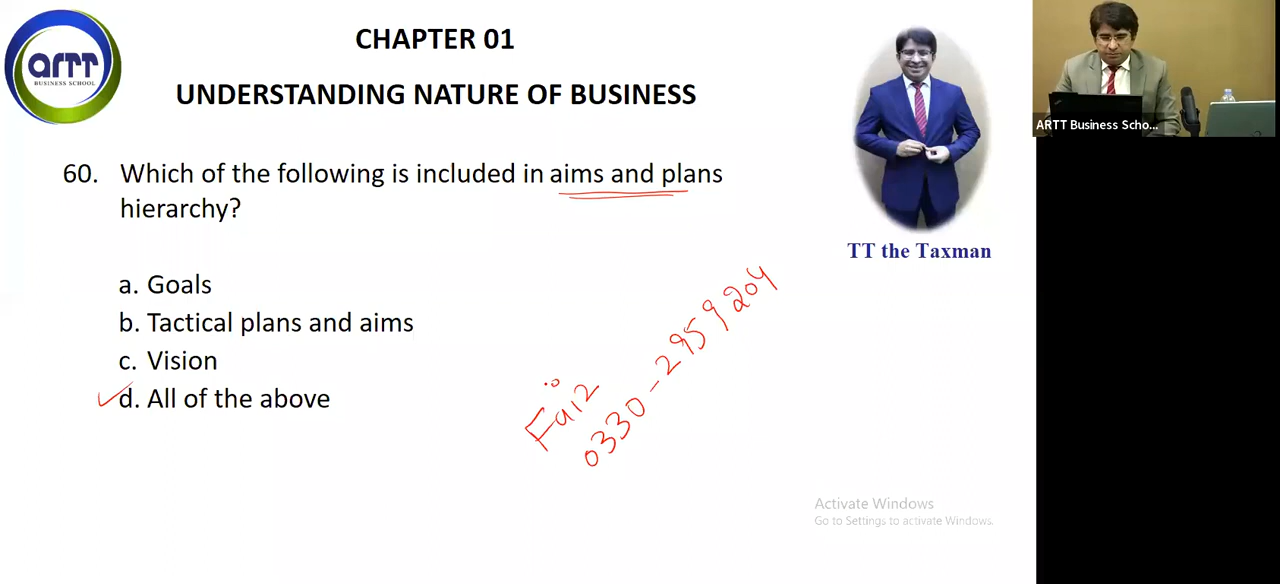 ARTT
BUSINESS SCHOOL
CHAPTER 01
UNDERSTANDING NATURE OF BUSINESS
60. Which of the following is included in aims and plans
hierarchy?
a. Goals
b. Tactical plans and aims
c. Vision
d. All of the above
Faiz
0330-2959204
TT the Taxman
ARTT Business Scho...
Activate Windows
Go to Settings to activate Windows.